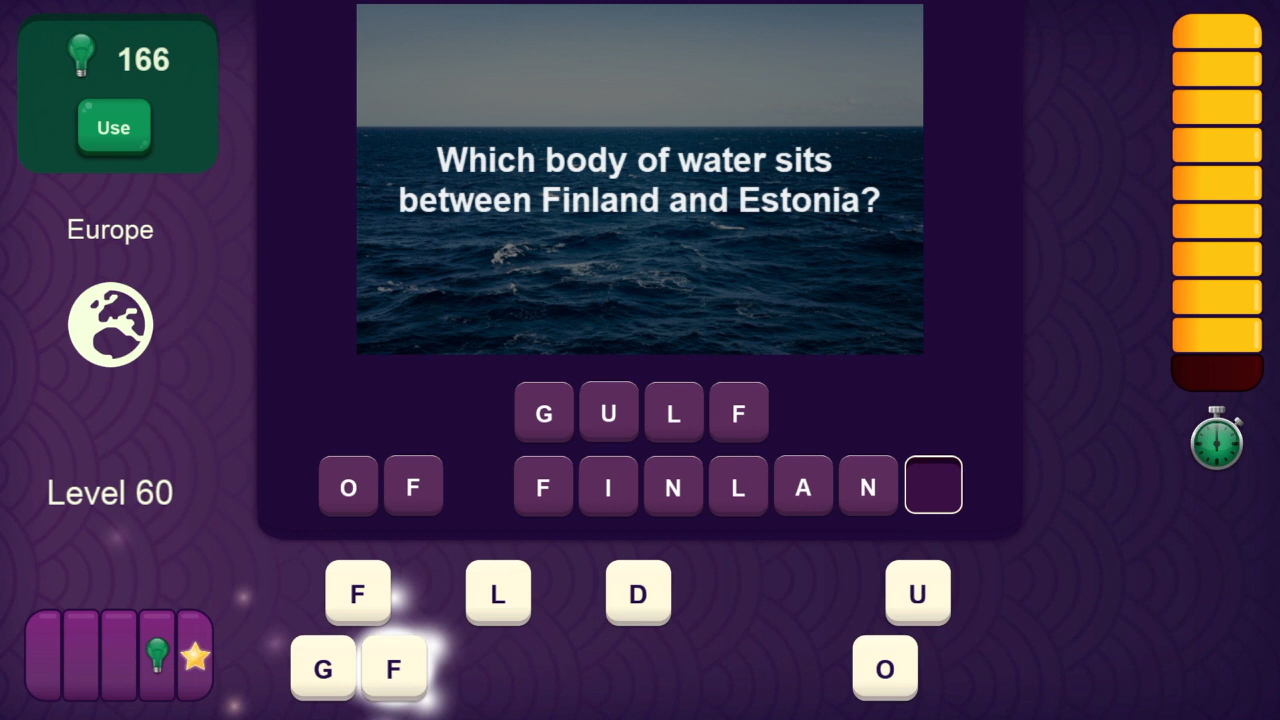 166
Use
Europe
Level 60
Which body of water sits
between Finland and Estonia?
G U L F
O F F I N L A N
F L D U
G F O